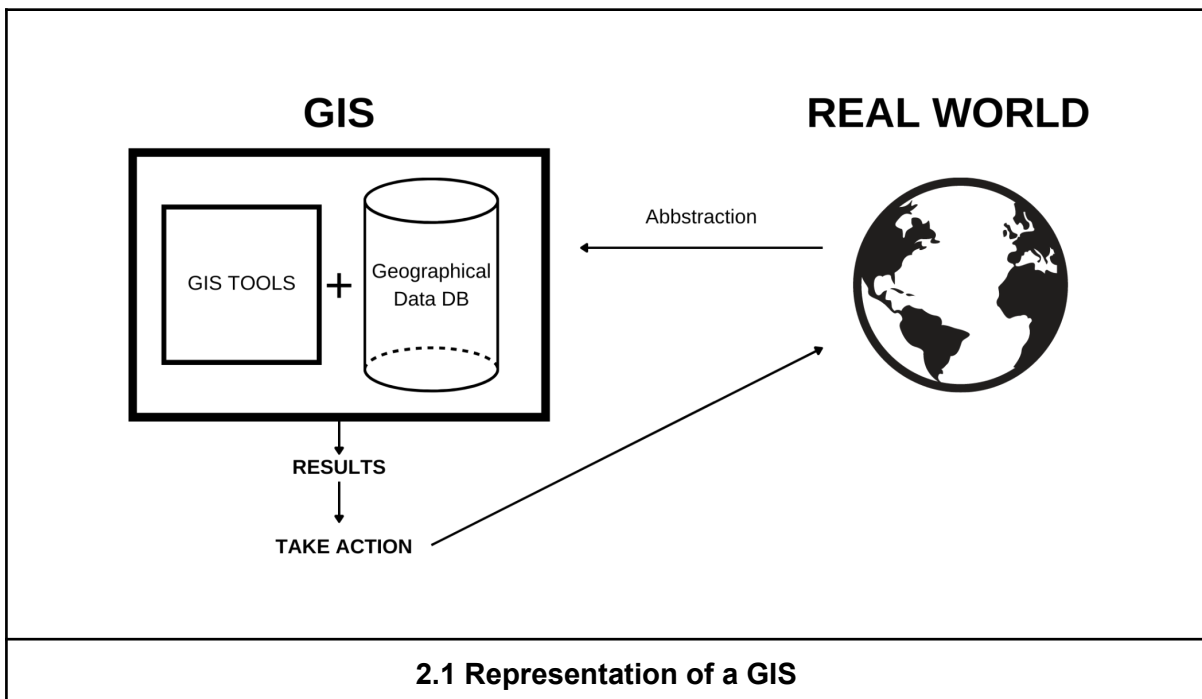 GIS
REAL WORLD
Abbstraction
GIS TOOLS
+
Geographical
Data DB
RESULTS
TAKE ACTION
2.1 Representation of a GIS